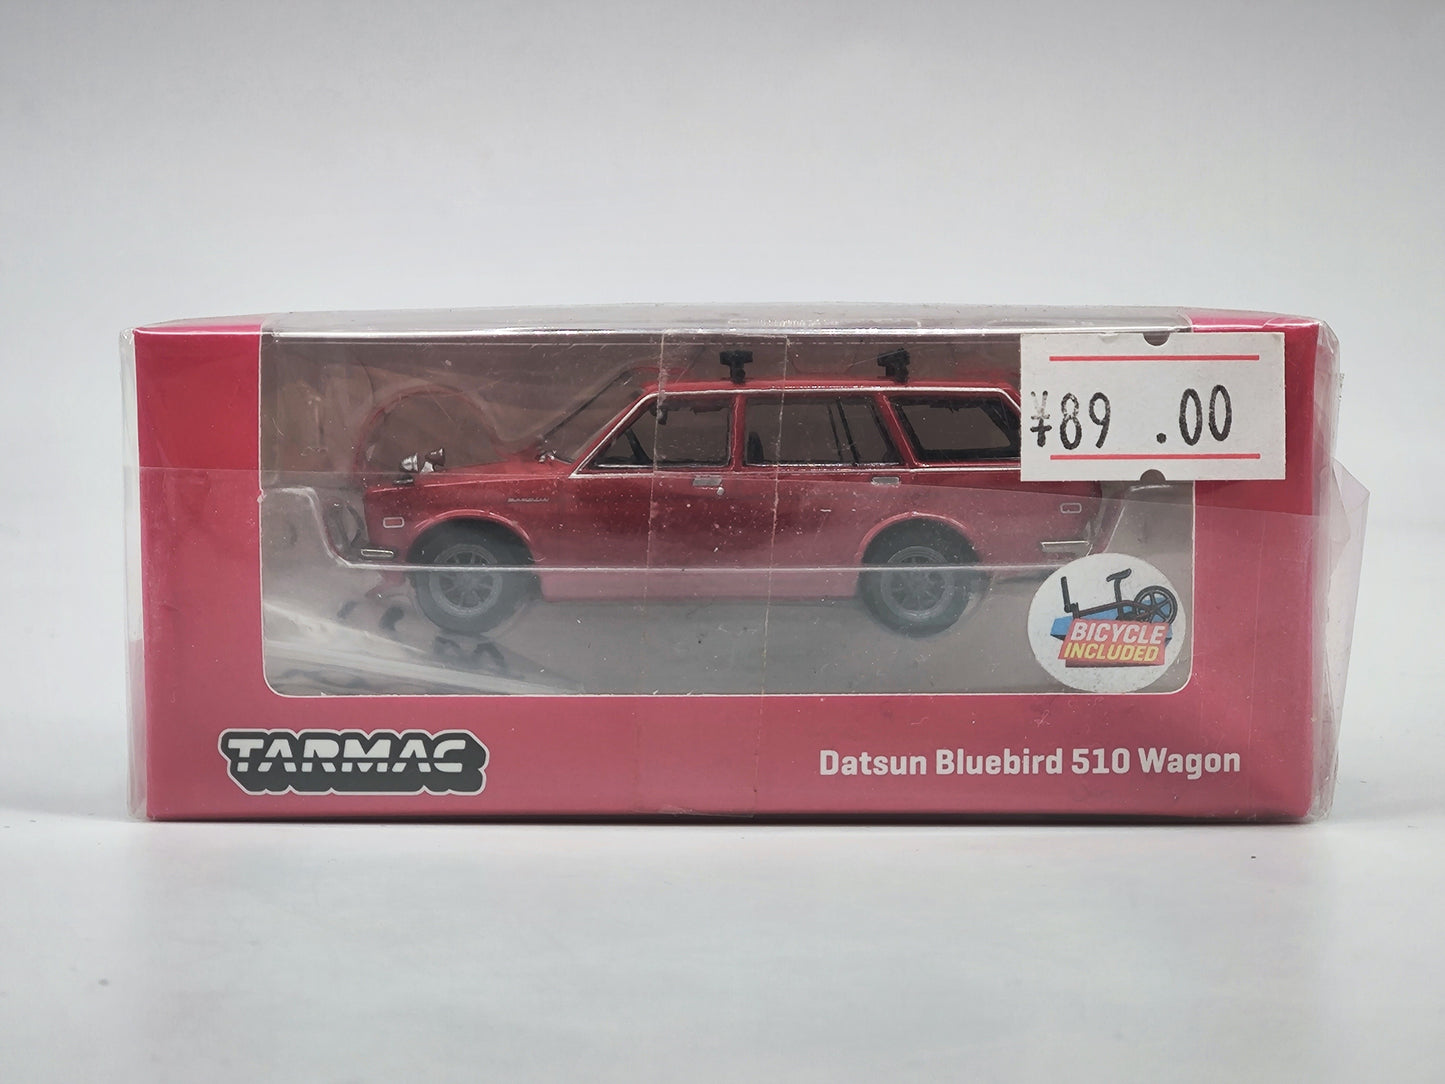 ¥89 .00
BICYCLE
INCLUDED
TARMAC
Datsun Bluebird 510 Wagon